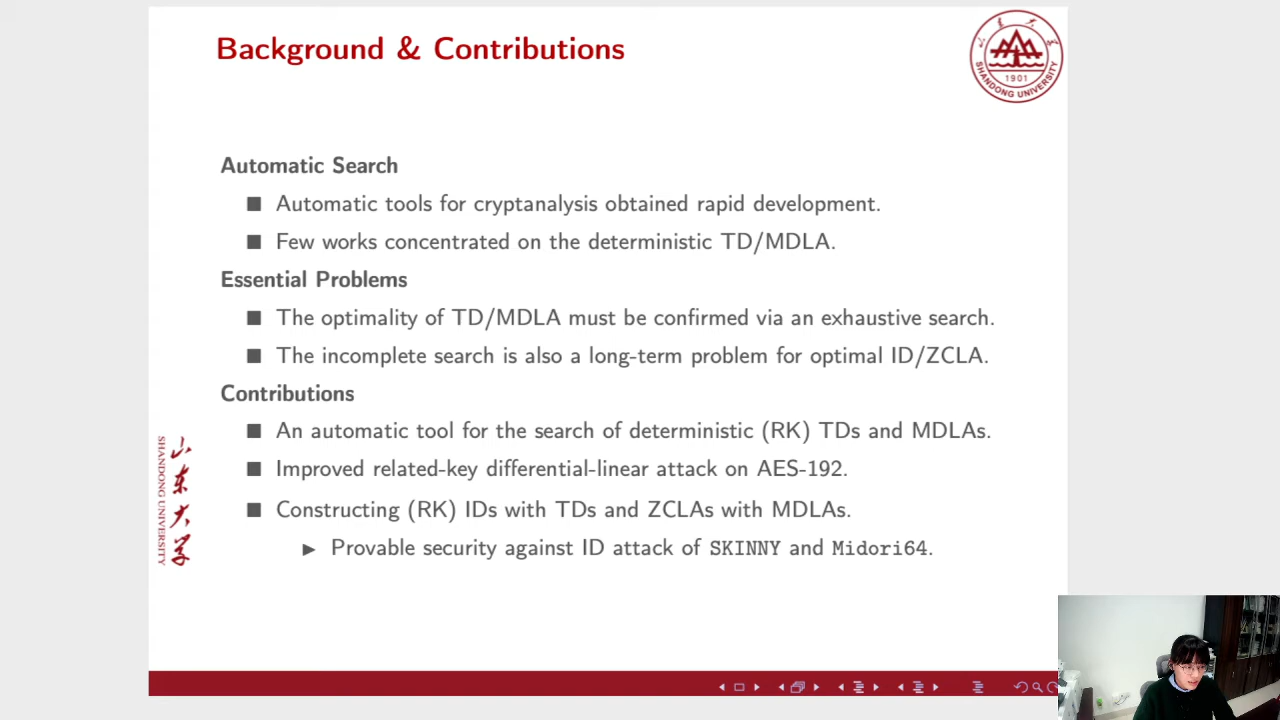 Background & Contributions
SHANDONG UNIVERSITY
1901
Automatic Search
Automatic tools for cryptanalysis obtained rapid development.
Few works concentrated on the deterministic TD/MDLA.
Essential Problems
The optimality of TD/MDLA must be confirmed via an exhaustive search.
The incomplete search is also a long-term problem for optimal ID/ZCLA.
Contributions
An automatic tool for the search of deterministic (RK) TDs and MDLAs.
Improved related-key differential-linear attack on AES-192.
Constructing (RK) IDs with TDs and ZCLAs with MDLAs.
Provable security against ID attack of SKINNY and Midori64.
山东大学
SHANDONG UNIVERSITY